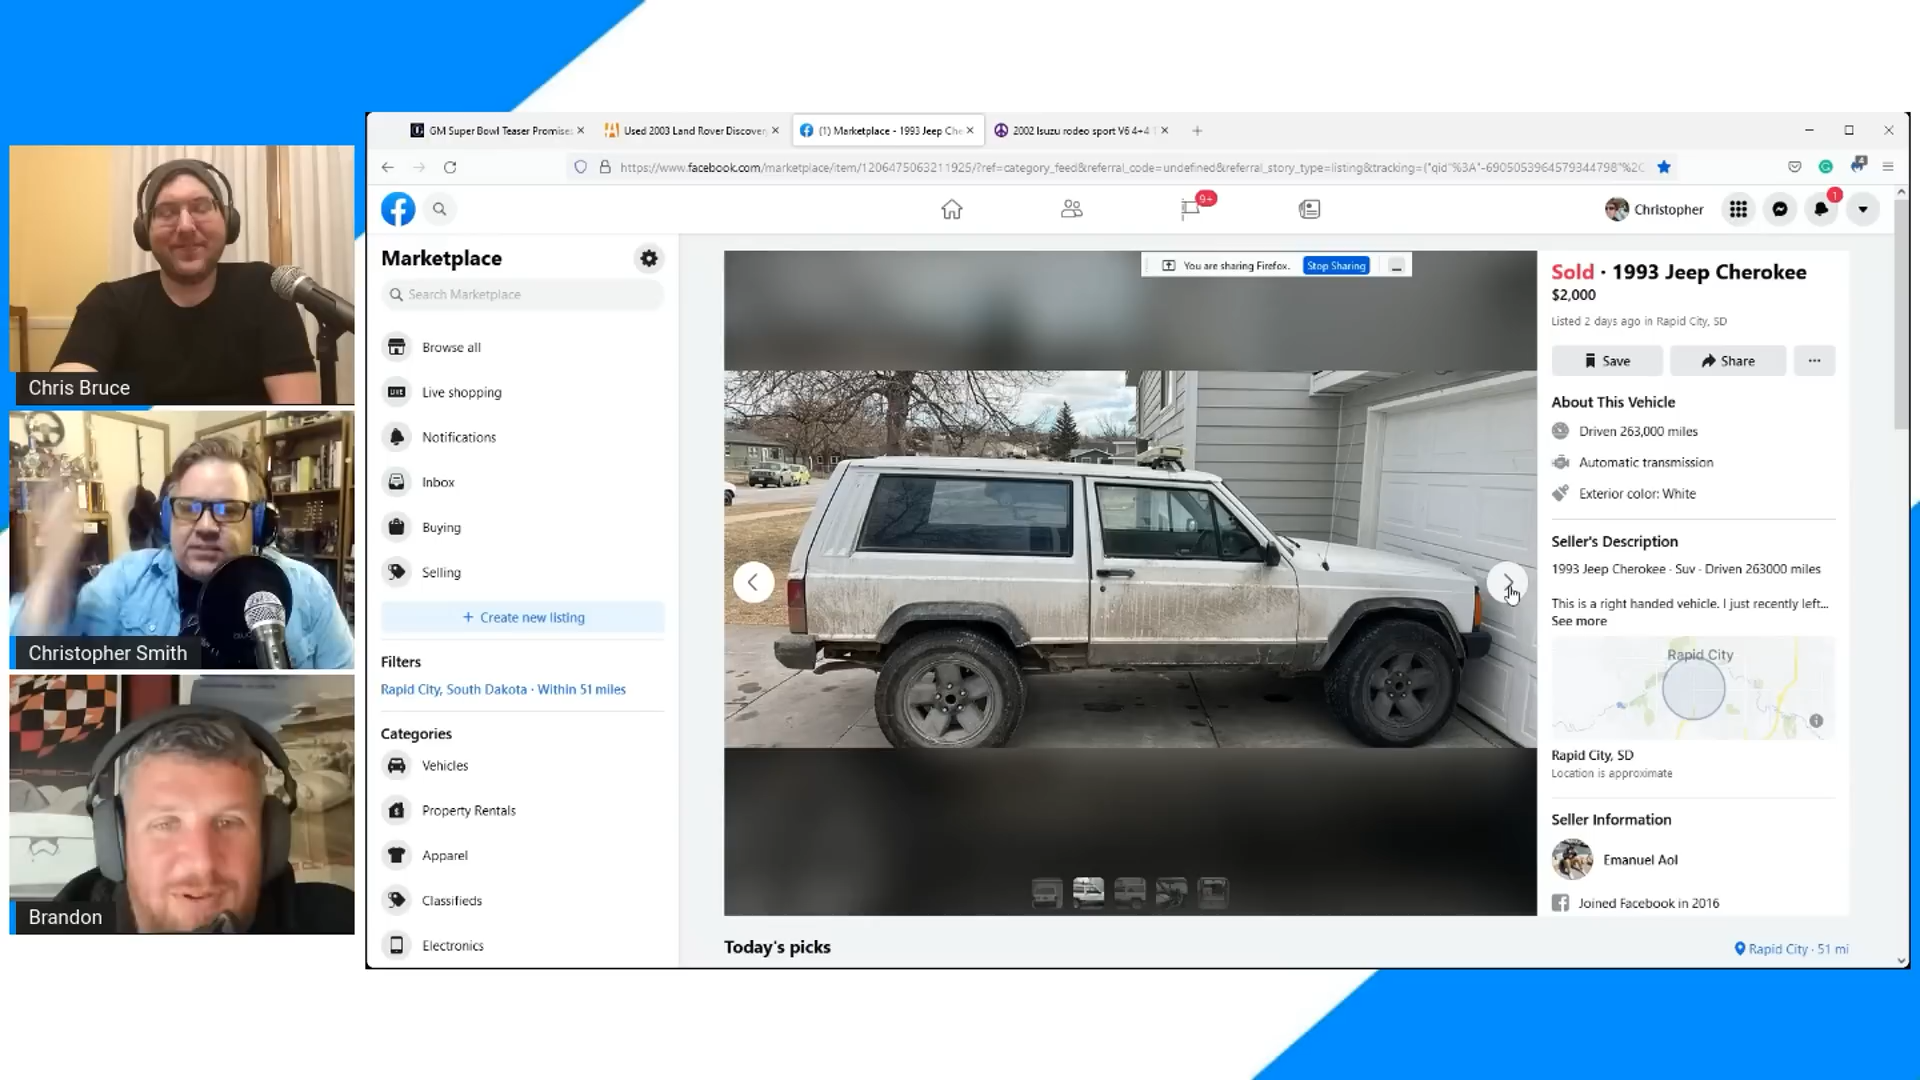 Chris Bruce
Christopher Smith
Brandon
GM Super Bowl Teaser Promise
Used 2003 Land Rover Discover
(1) Marketplace - 1993 Jeep Che
2002 Isuzu rodeo sport V6 4+4
https://www.facebook.com/marketplace/item/1206475063211925/?ref=category_feed&referral_code=undefined&referral_story_type=listing&tracking={"qid"%3A"-6905053964579344798"%2C
9+
Christopher
1
Marketplace
Search Marketplace
Browse all
LIVE
Live shopping
Notifications
Inbox
Buying
Selling
+ Create new listing
Filters
Rapid City, South Dakota · Within 51 miles
Categories
Vehicles
Property Rentals
Apparel
Classifieds
Electronics
You are sharing Firefox.
Stop Sharing
Today's picks
Rapid City · 51 mi
Sold · 1993 Jeep Cherokee
$2,000
Listed 2 days ago in Rapid City, SD
Save
Share
About This Vehicle
Driven 263,000 miles
Automatic transmission
Exterior color: White
Seller's Description
1993 Jeep Cherokee · Suv · Driven 263000 miles
This is a right handed vehicle. I just recently left...
See more
Rapid City
Rapid City, SD
Location is approximate
Seller Information
Emanuel Aol
Joined Facebook in 2016